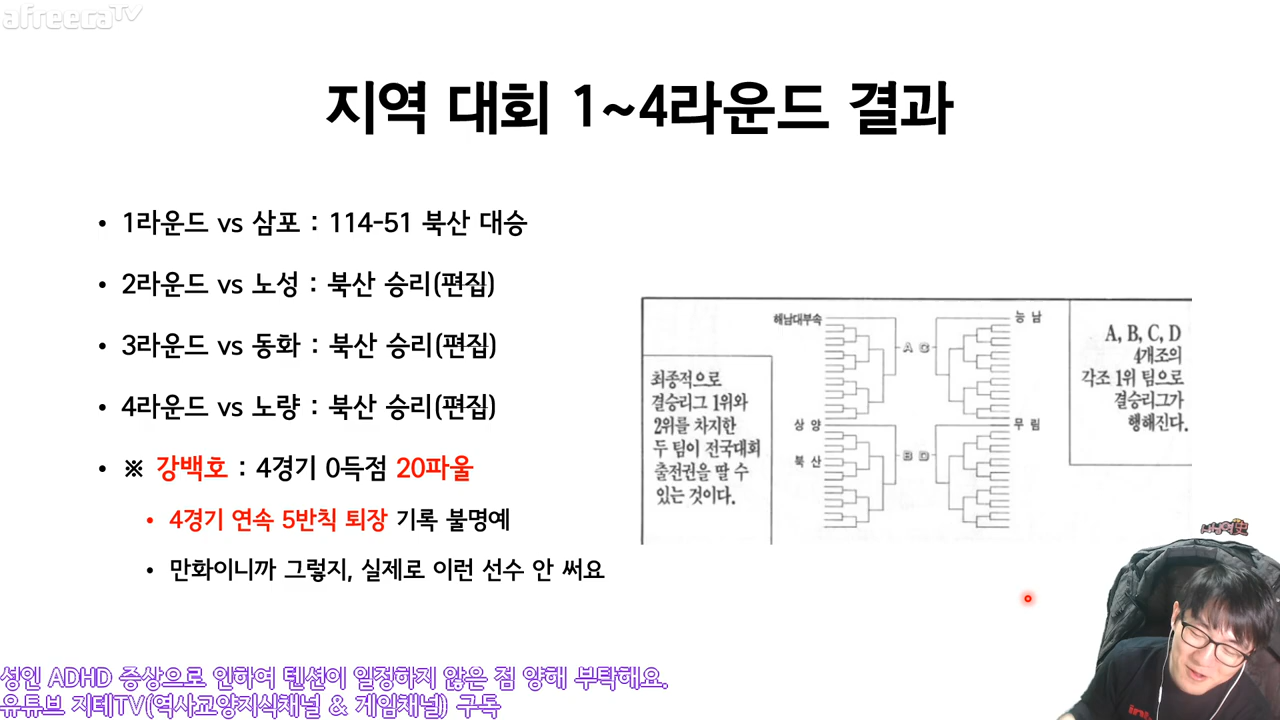 afreecaTV
지역 대회 1~4라운드 결과
• 1라운드 vs 삼포 : 114-51 북산 대승
• 2라운드 vs 노성 : 북산 승리(편집)
• 3라운드 vs 동화 : 북산 승리(편집)
• 4라운드 vs 노량 : 북산 승리(편집)
• ※ 강백호 : 4경기 0득점 20파울
• 4경기 연속 5반칙 퇴장 기록 불명예
• 만화이니까 그렇지, 실제로 이런 선수 안 써요
최종적으로
결승리그 1위와
2위를 차지한
두 팀이 전국대회
출전권을 딸 수
있는 것이다.
해남대부속
능남
A C
상양
무림
북산
B D
A, B, C, D
4개조의
각조 1위 팀으로
결승리그가
행해진다.
성인 ADHD 증상으로 인하여 텐션이 일정하지 않은 점 양해 부탁해요.
유튜브 지테TV(역사교양지식채널 & 게임채널) 구독